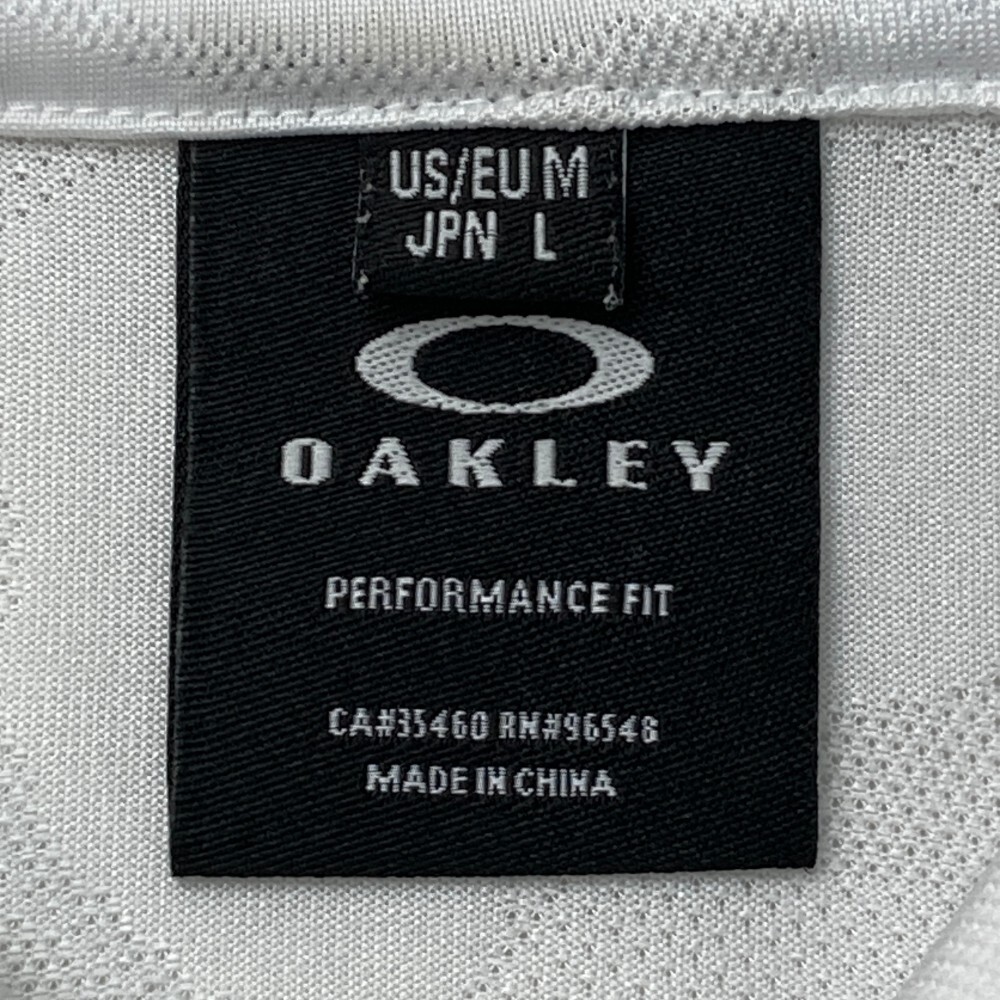 US/EU M
JPN L
OAKLEY
PERFORMANCE FIT
CA#35460 RN#96548
MADE IN CHINA